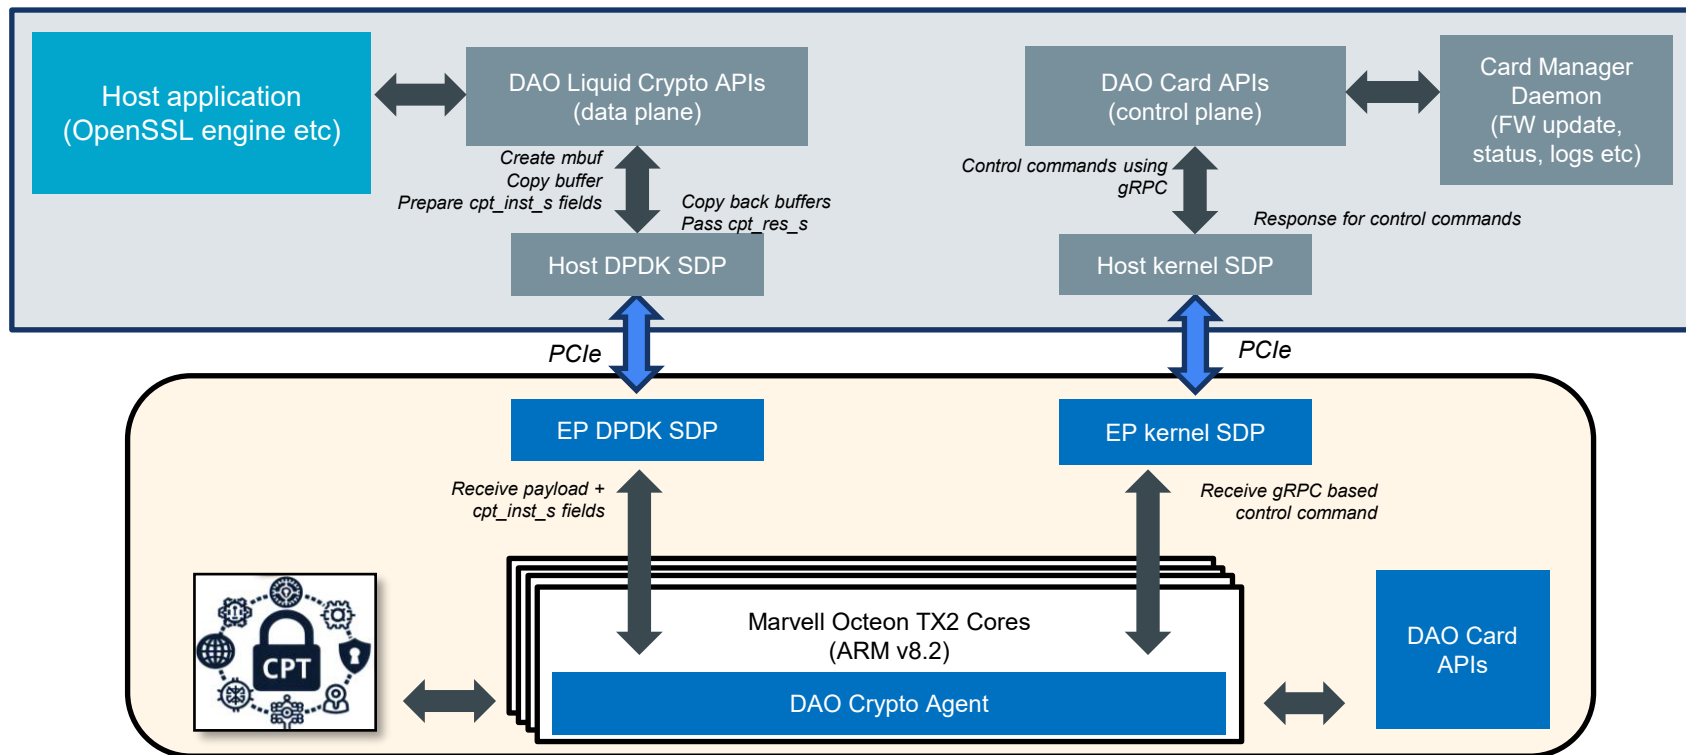 Host application
(OpenSSL engine etc)
DAO Liquid Crypto APIs
(data plane)
DAO Card APIs
(control plane)
Card Manager
Daemon
(FW update,
status, logs etc)
Create mbuf
Copy buffer
Prepare cpt_inst_s fields
Copy back buffers
Pass cpt_res_s
Control commands using
gRPC
Response for control commands
Host DPDK SDP
Host kernel SDP
PCIe
PCIe
EP DPDK SDP
EP kernel SDP
Receive payload +
cpt_inst_s fields
Receive gRPC based
control command
CPT
Marvell Octeon TX2 Cores
(ARM v8.2)
DAO Crypto Agent
DAO Card
APIs